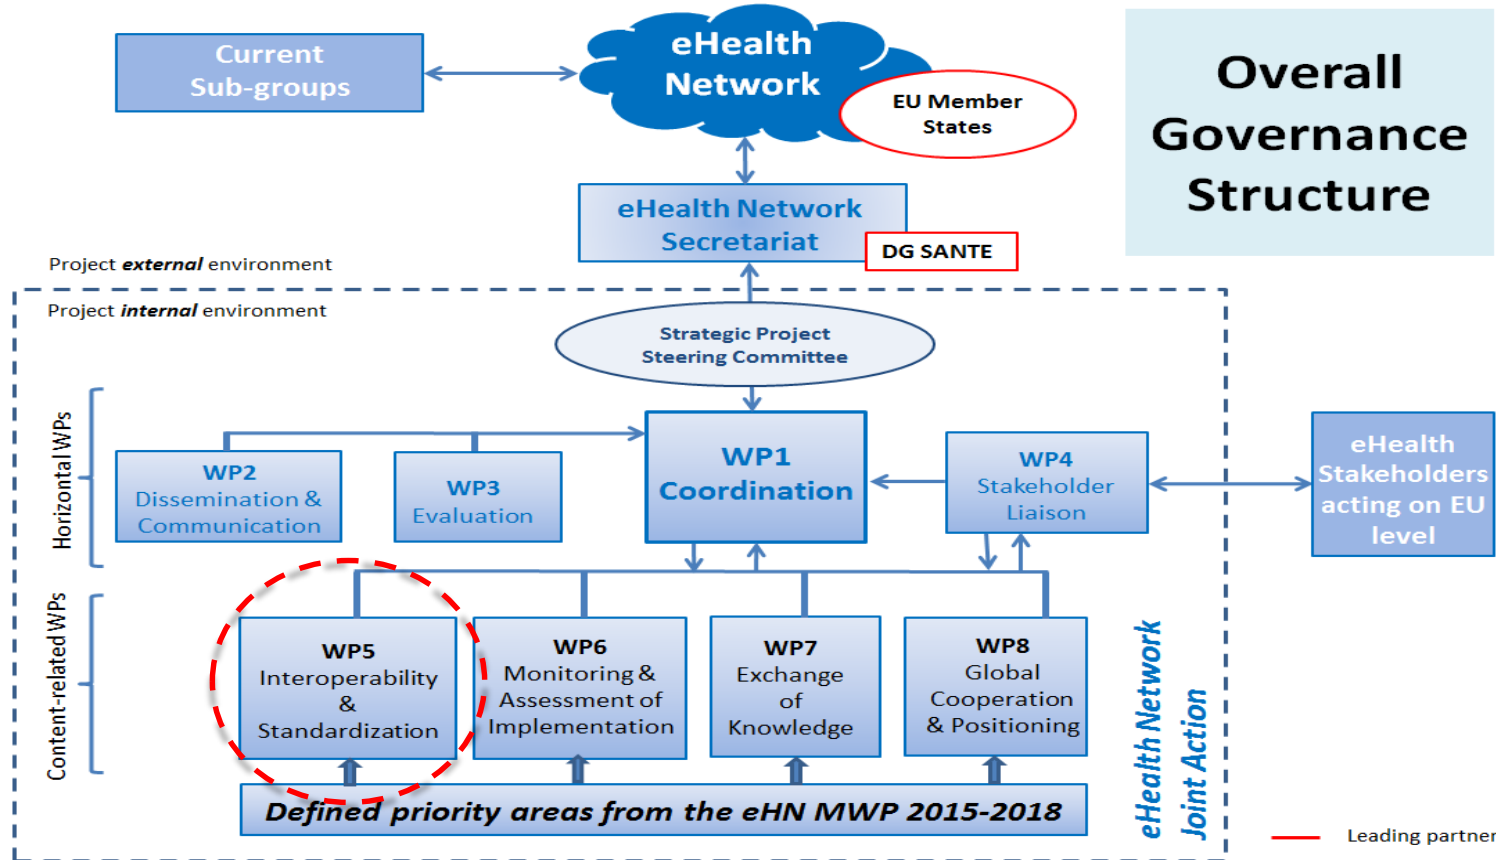 Current
Sub-groups
eHealth
Network
EU Member
States
Overall
Governance
Structure
eHealth Network
Secretariat
DG SANTE
Project external environment
Project internal environment
Strategic Project
Steering Committee
Horizontal WPs
WP2
Dissemination &
Communication
WP3
Evaluation
WP1
Coordination
WP4
Stakeholder
Liaison
eHealth
Stakeholders
acting on EU
level
Content-related WPs
WP5
Interoperability
&
Standardization
WP6
Monitoring &
Assessment of
Implementation
WP7
Exchange
of
Knowledge
WP8
Global
Cooperation
& Positioning
eHealth Network
Joint Action
Defined priority areas from the eHN MWP 2015-2018
Leading partner